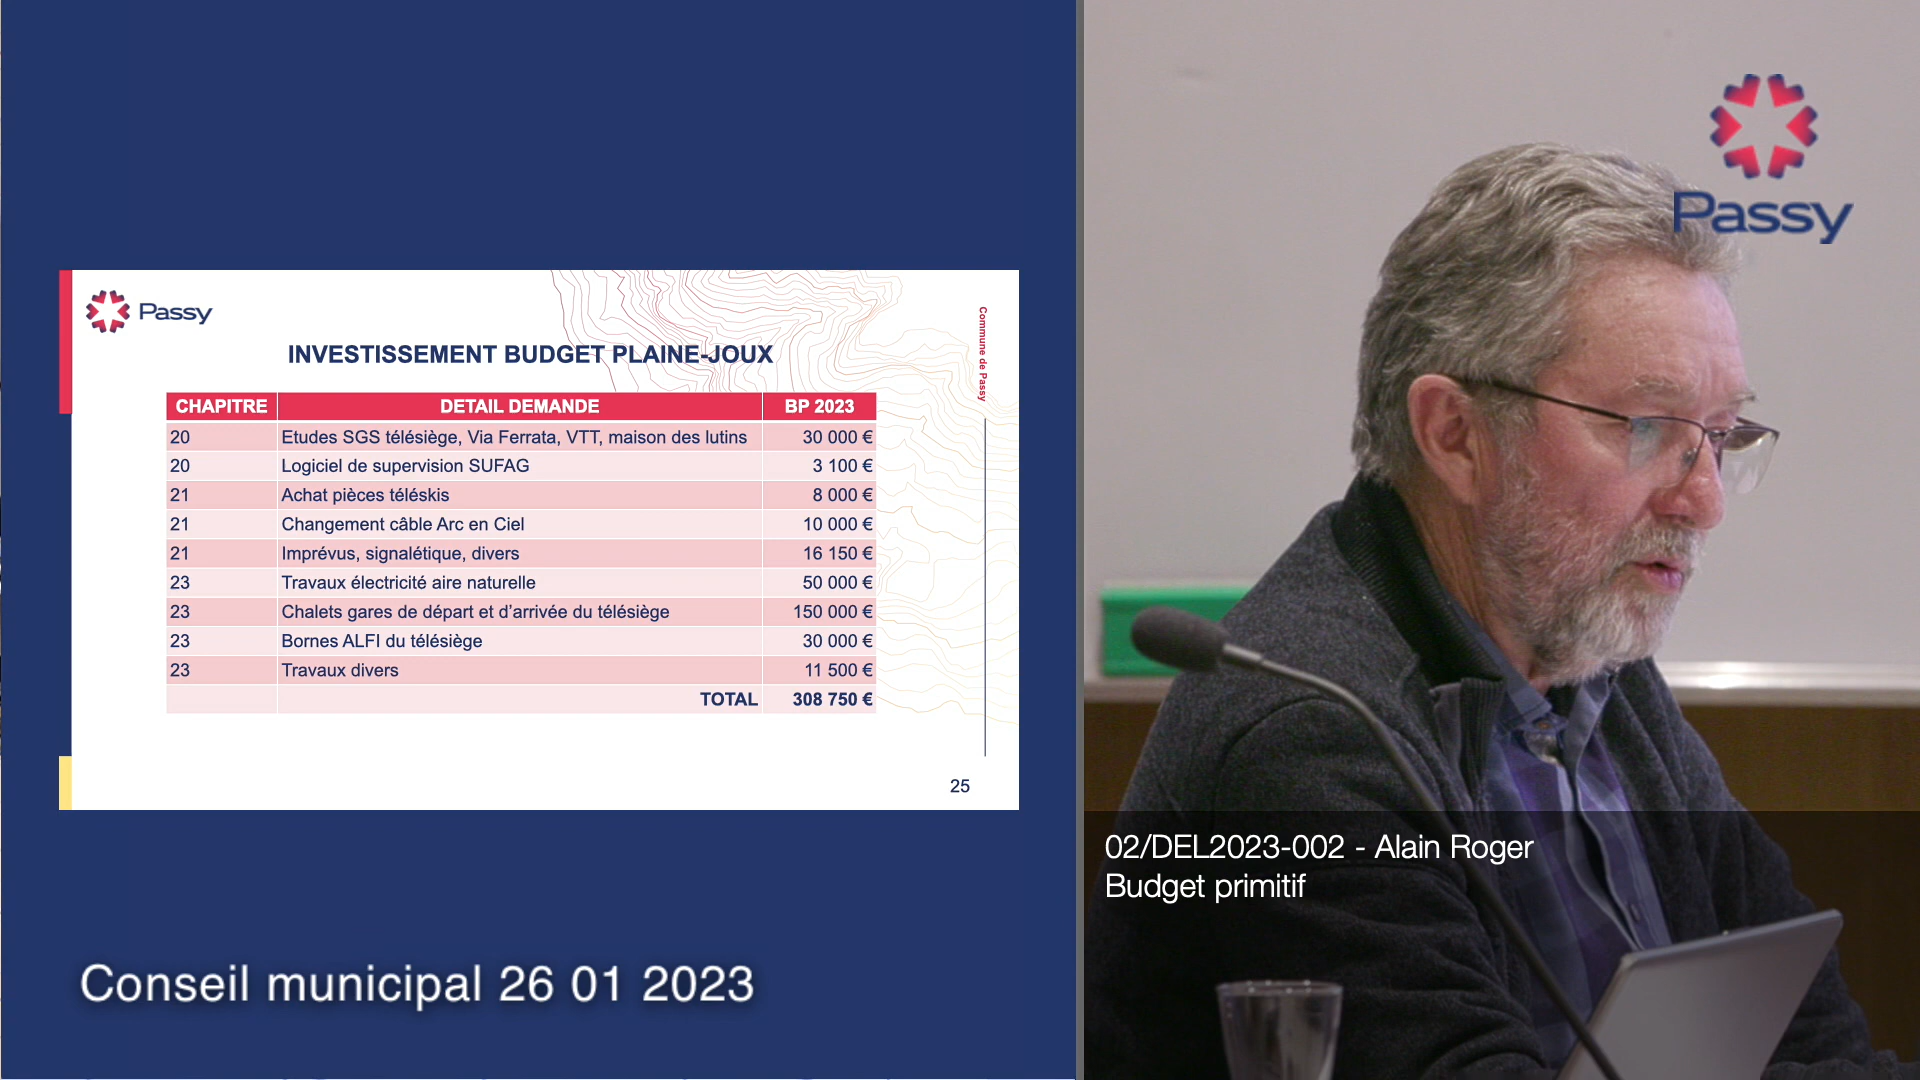 Passy
Commune de Passy
INVESTISSEMENT BUDGET PLAINE-JOUX
CHAPITRE DETAIL DEMANDE BP 2023
20 Etudes SGS télésiège, Via Ferrata, VTT, maison des lutins 30 000 €
20 Logiciel de supervision SUFAG 3 100 €
21 Achat pièces téléskis 8 000 €
21 Changement câble Arc en Ciel 10 000 €
21 Imprévus, signalétique, divers 16 150 €
23 Travaux électricité aire naturelle 50 000 €
23 Chalets gares de départ et d’arrivée du télésiège 150 000 €
23 Bornes ALFI du télésiège 30 000 €
23 Travaux divers 11 500 €
TOTAL 308 750 €
25
Conseil municipal 26 01 2023
Passy
02/DEL2023-002 - Alain Roger
Budget primitif